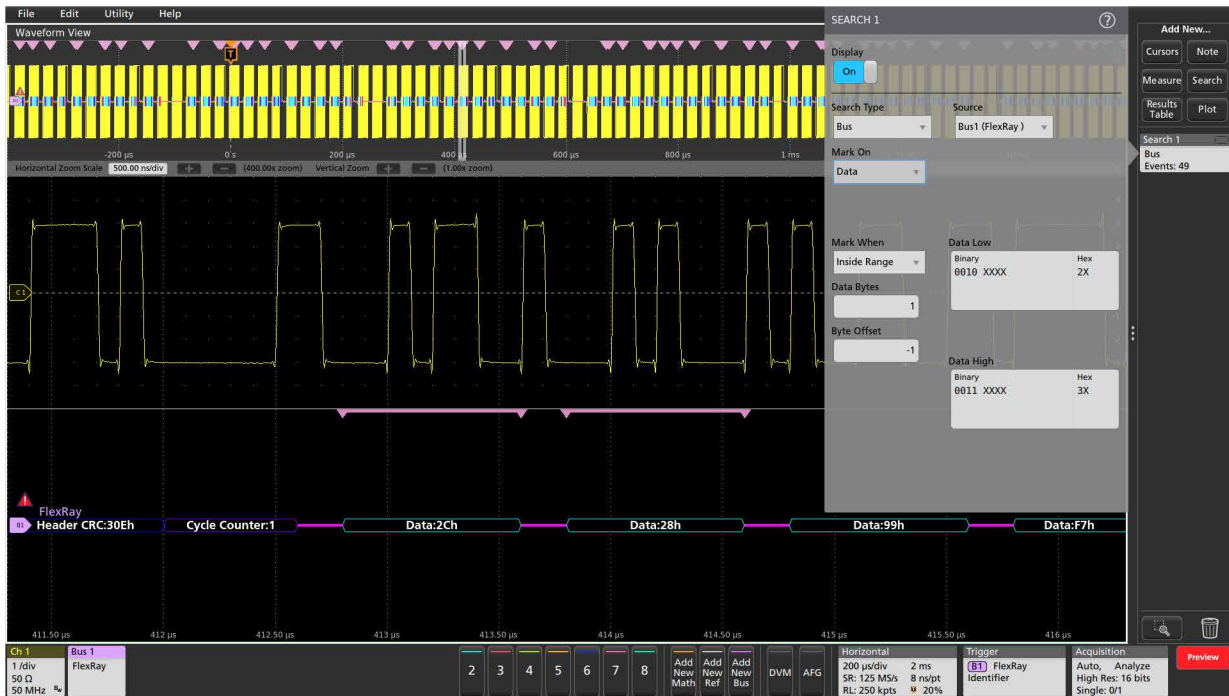 File Edit Utility Help
Waveform View
T
-200 µs 0 s 200 µs 400 µs 600 µs 800 µs 1 ms
Horizontal Zoom Scale 500.00 ns/div + − (400.00x zoom) Vertical Zoom + − (1.00x zoom)
C1
FlexRay
B1 Header CRC:30Eh Cycle Counter:1 Data:2Ch Data:28h Data:99h Data:F7h
411.50 µs 412 µs 412.50 µs 413 µs 413.50 µs 414 µs 414.50 µs 415 µs 415.50 µs 416 µs
SEARCH 1 ?
Display
On
Search Type Source
Bus Bus1 (FlexRay )
Mark On
Data
Mark When Data Low
Inside Range Binary Hex
0010 XXXX 2X
Data Bytes
1
Byte Offset
-1
Data High
Binary Hex
0011 XXXX 3X
Add New...
Cursors Note
Measure Search
Results Table Plot
Search 1
Bus
Events: 49
Ch 1
1 /div
50 Ω
50 MHz
Bus 1
FlexRay
2 3 4 5 6 7 8
Add New Math
Add New Ref
Add New Bus
DVM AFG
Horizontal
200 µs/div 2 ms
SR: 125 MS/s 8 ns/pt
RL: 250 kpts 20%
Trigger
B1 FlexRay
Identifier
Acquisition
Auto, Analyze
High Res: 16 bits
Single: 0/1
Preview